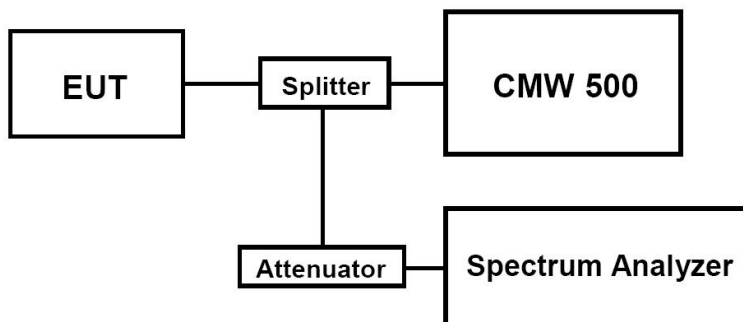 EUT
Splitter
CMW 500
Attenuator
Spectrum Analyzer